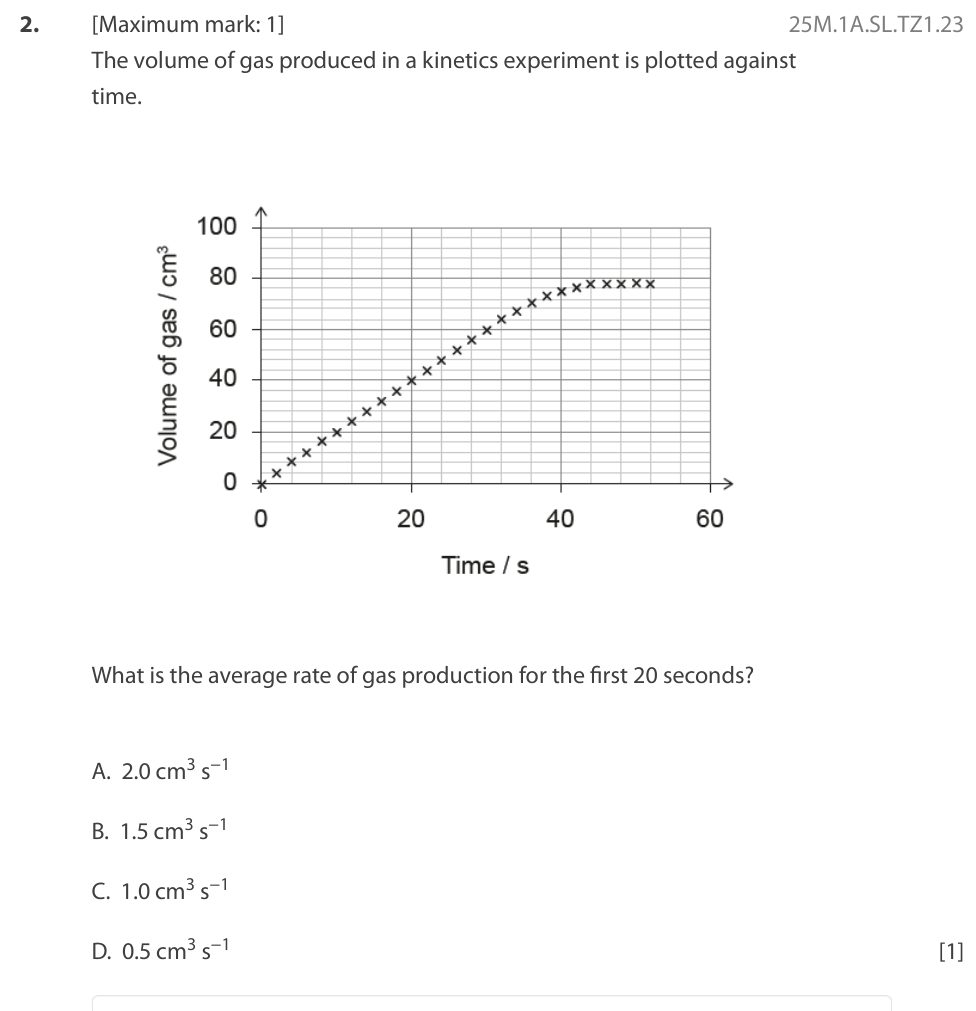 2. [Maximum mark: 1] 25M.1A.SL.TZ1.23
The volume of gas produced in a kinetics experiment is plotted against
time.
Volume of gas / cm³
100
80
60
40
20
0
0 20 40 60
Time / s
What is the average rate of gas production for the first 20 seconds?
A. 2.0 cm³ s⁻¹
B. 1.5 cm³ s⁻¹
C. 1.0 cm³ s⁻¹
D. 0.5 cm³ s⁻¹ [1]